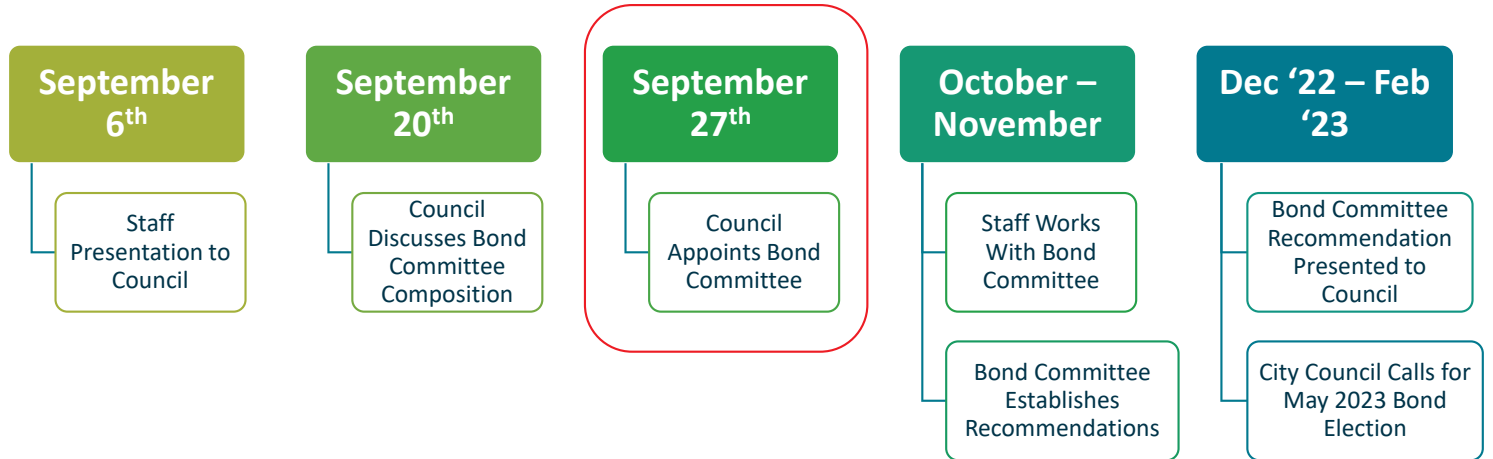 September
6th
Staff
Presentation to
Council
September
20th
Council
Discusses Bond
Committee
Composition
September
27th
Council
Appoints Bond
Committee
October –
November
Staff Works
With Bond
Committee
Bond Committee
Establishes
Recommendations
Dec ‘22 – Feb
‘23
Bond Committee
Recommendation
Presented to
Council
City Council Calls for
May 2023 Bond
Election